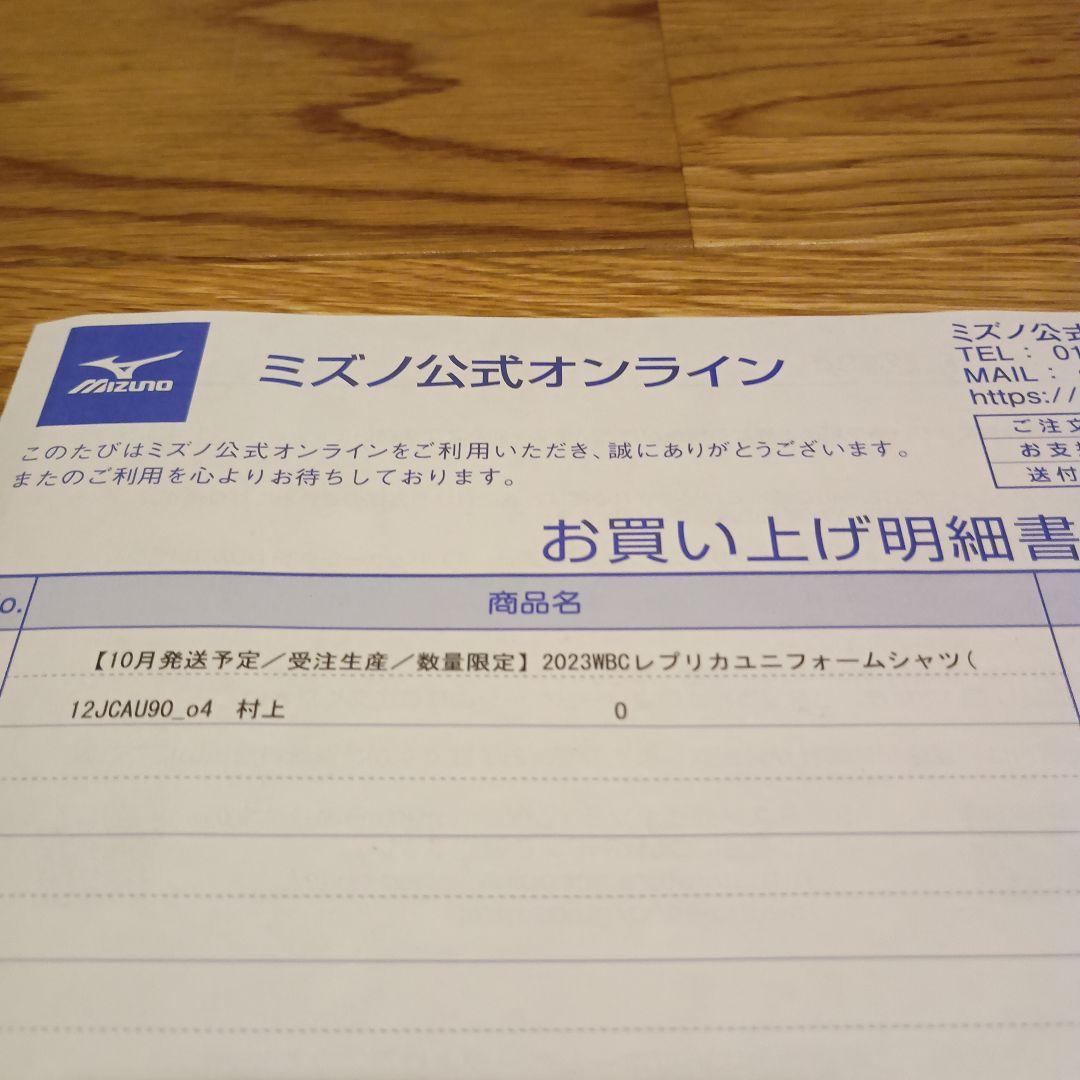 MIZUNO
ミズノ公式オンライン
ミズノ公式
TEL： 01
MAIL：
https://
このたびはミズノ公式オンラインをご利用いただき、誠にありがとうございます。
またのご利用を心よりお待ちしております。
ご注文
お支払
送付
お買い上げ明細書
o.
商品名
【10月発送予定／受注生産／数量限定】2023WBCレプリカユニフォームシャツ(
12JCAU90_o4 村上 0